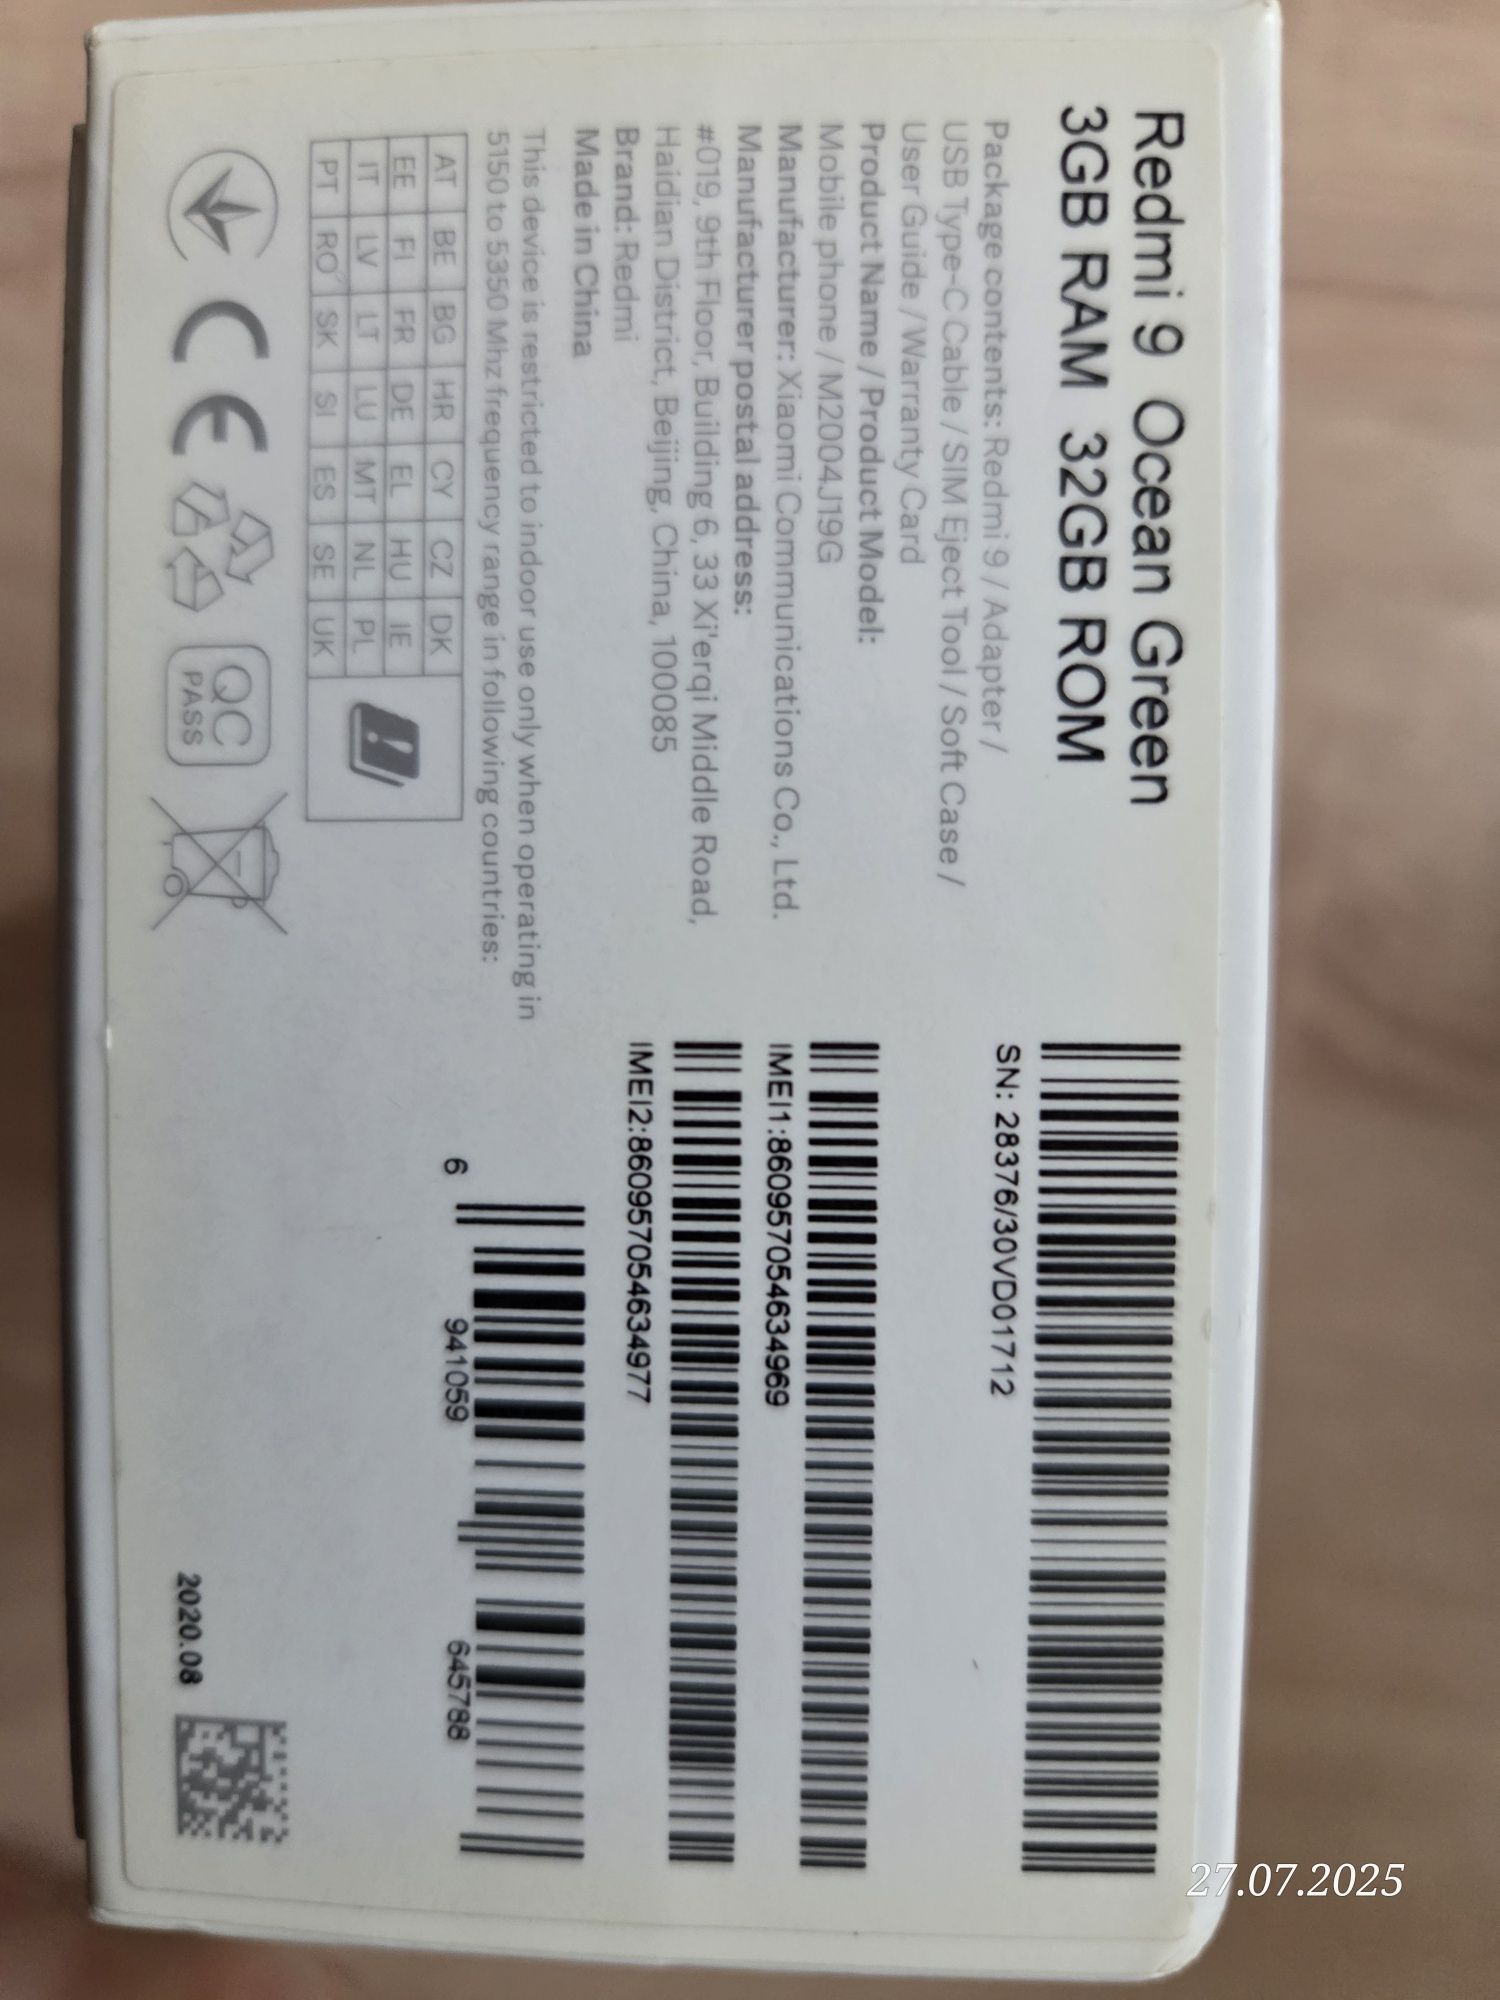 Redmi 9 Ocean Green
3GB RAM 32GB ROM
Package contents: Redmi 9 / Adapter /
USB Type-C Cable / SIM Eject Tool / Soft Case /
User Guide / Warranty Card
Product Name / Product Model:
Mobile phone / M2004J19G
Manufacturer: Xiaomi Communications Co., Ltd.
Manufacturer postal address:
#019, 9th Floor, Building 6, 33 Xi'erqi Middle Road,
Haidian District, Beijing, China, 100085
Brand: Redmi
Made in China
This device is restricted to indoor use only when operating in
5150 to 5350 Mhz frequency range in following countries:
AT BE BG HR CY CZ DK
EE FI FR DE EL HU IE
IT LV LT LU MT NL PL
PT RO SK SI ES SE UK
CE
QC
PASS
SN: 28376/30VD01712
IMEI1:860957054634969
IMEI2:860957054634977
6 941059 645788
2020.08
27.07.2025